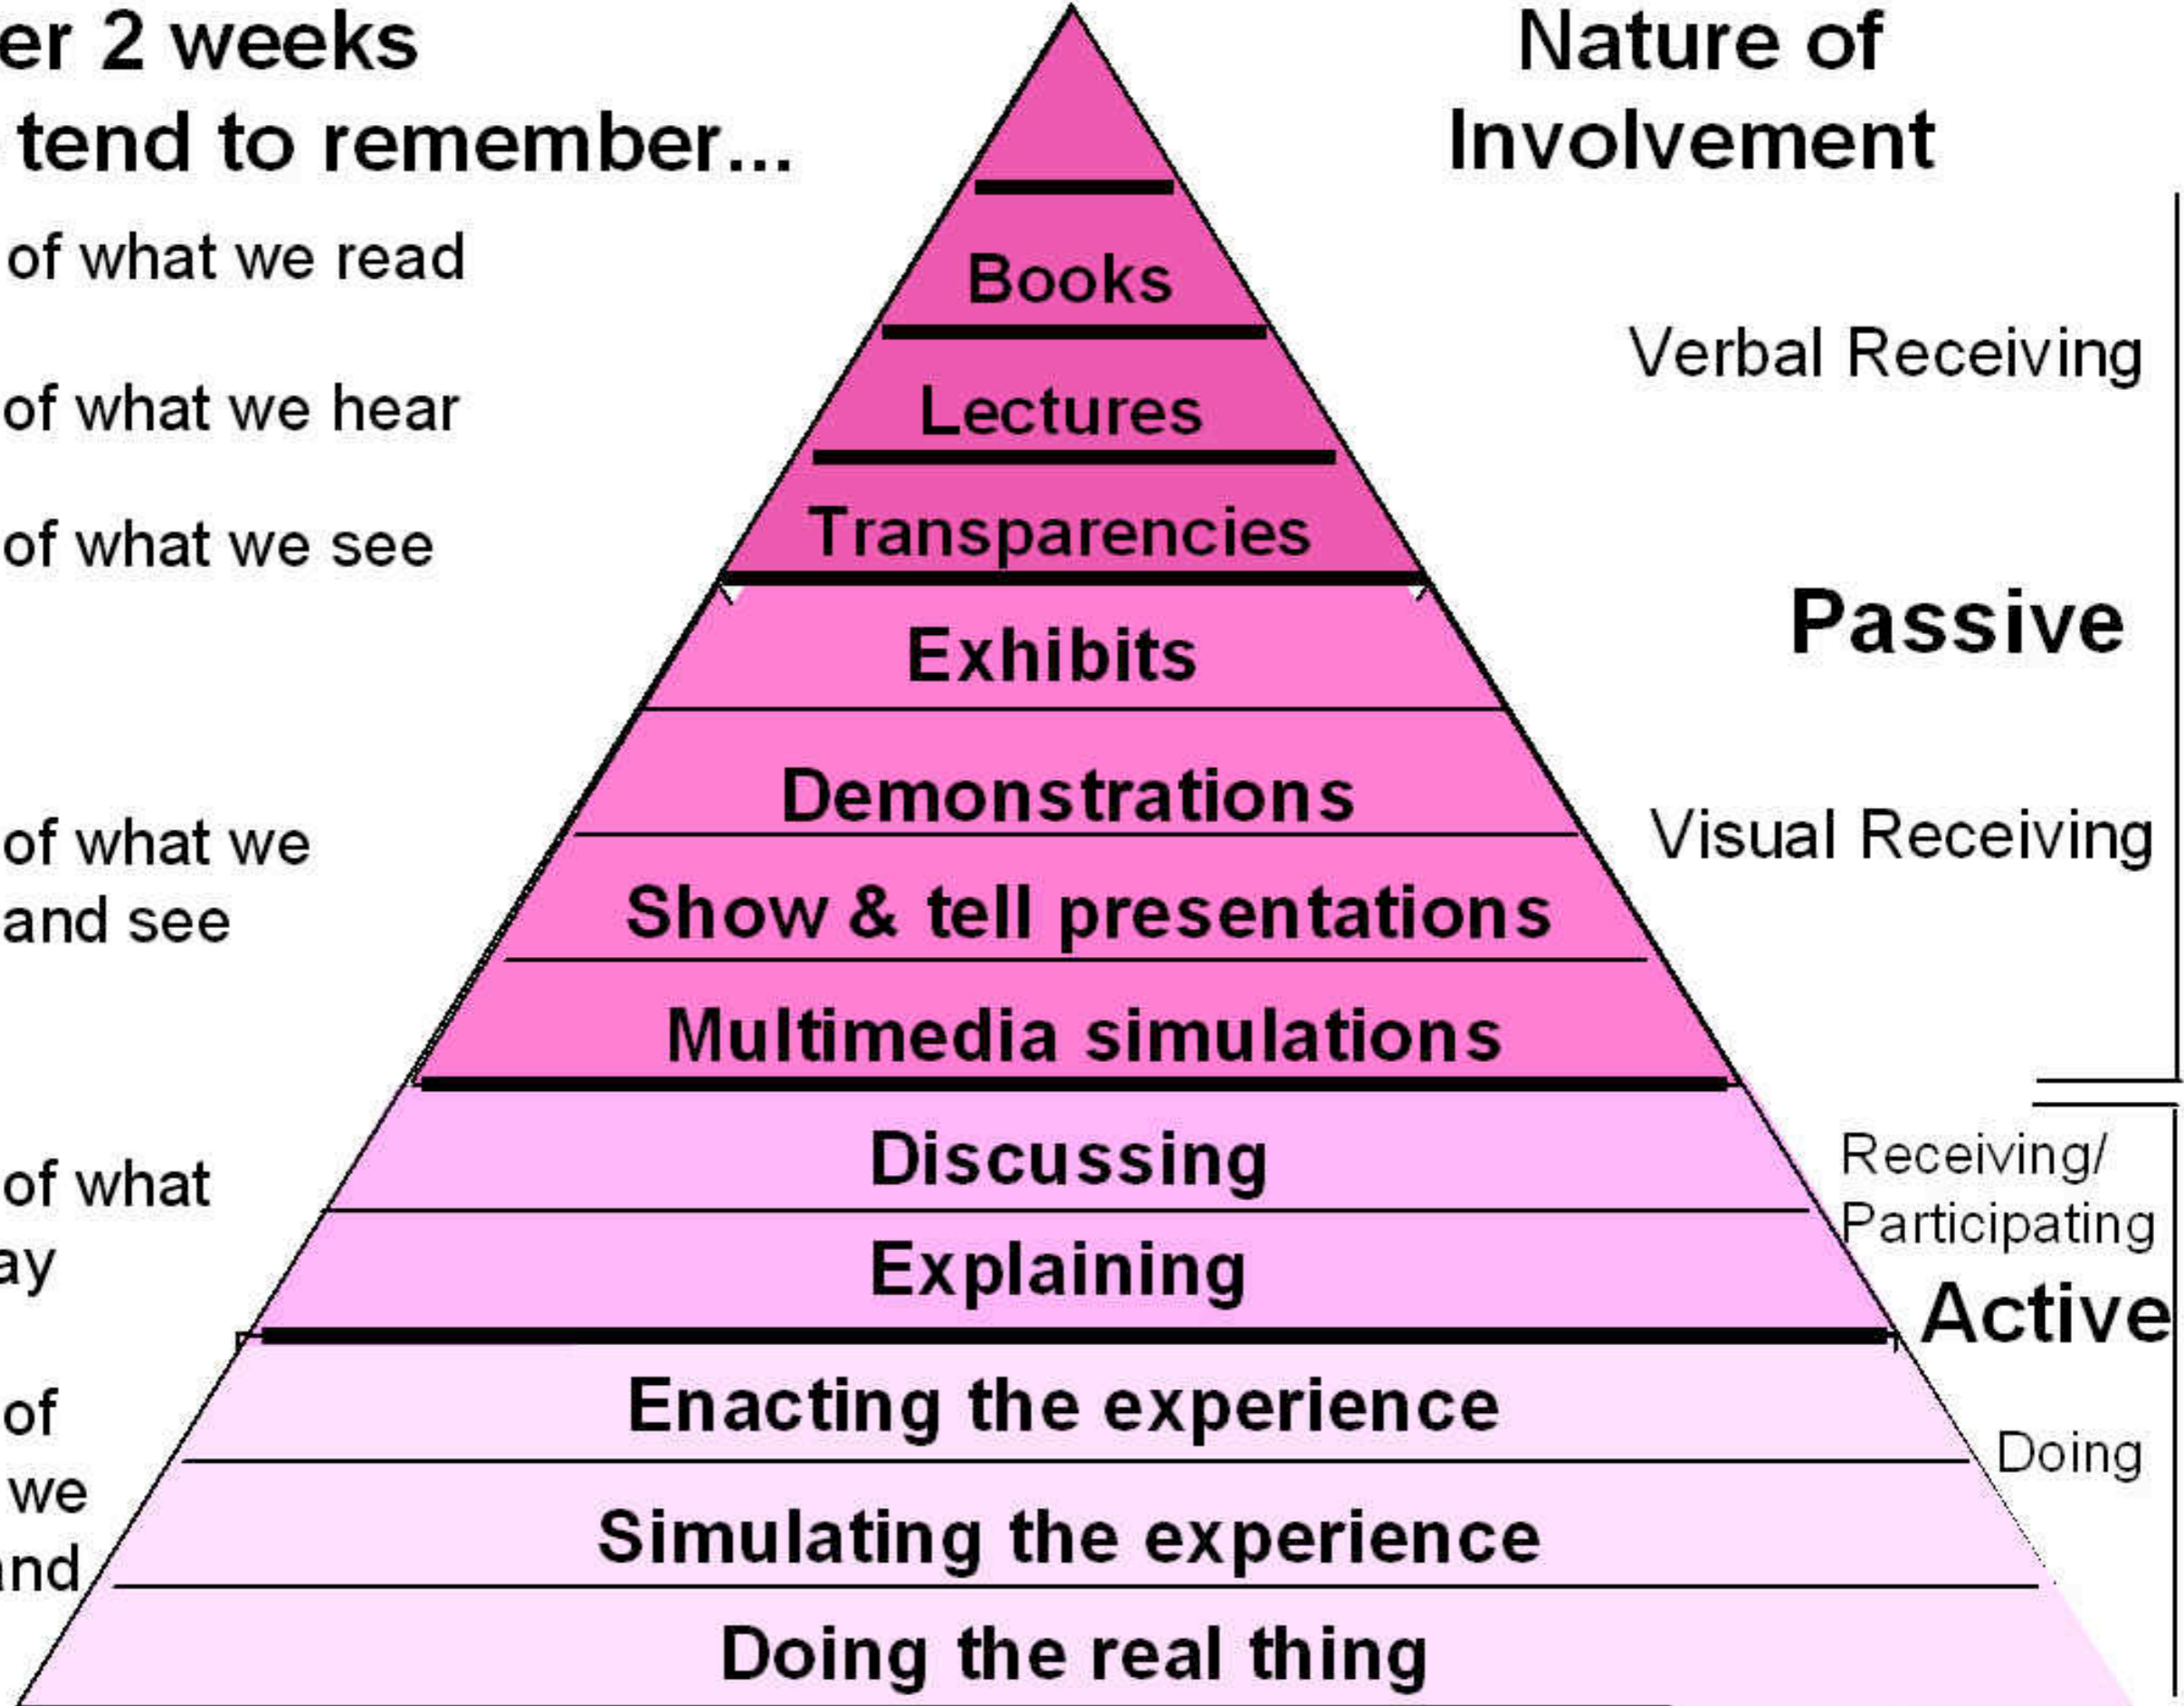 er 2 weeks
tend to remember...
of what we read
of what we hear
of what we see
of what we
and see
of what
ay
of
we
and
Books
Lectures
Transparencies
Exhibits
Demonstrations
Show & tell presentations
Multimedia simulations
Discussing
Explaining
Enacting the experience
Simulating the experience
Doing the real thing
Nature of
Involvement
Verbal Receiving
Passive
Visual Receiving
Receiving/
Participating
Active
Doing